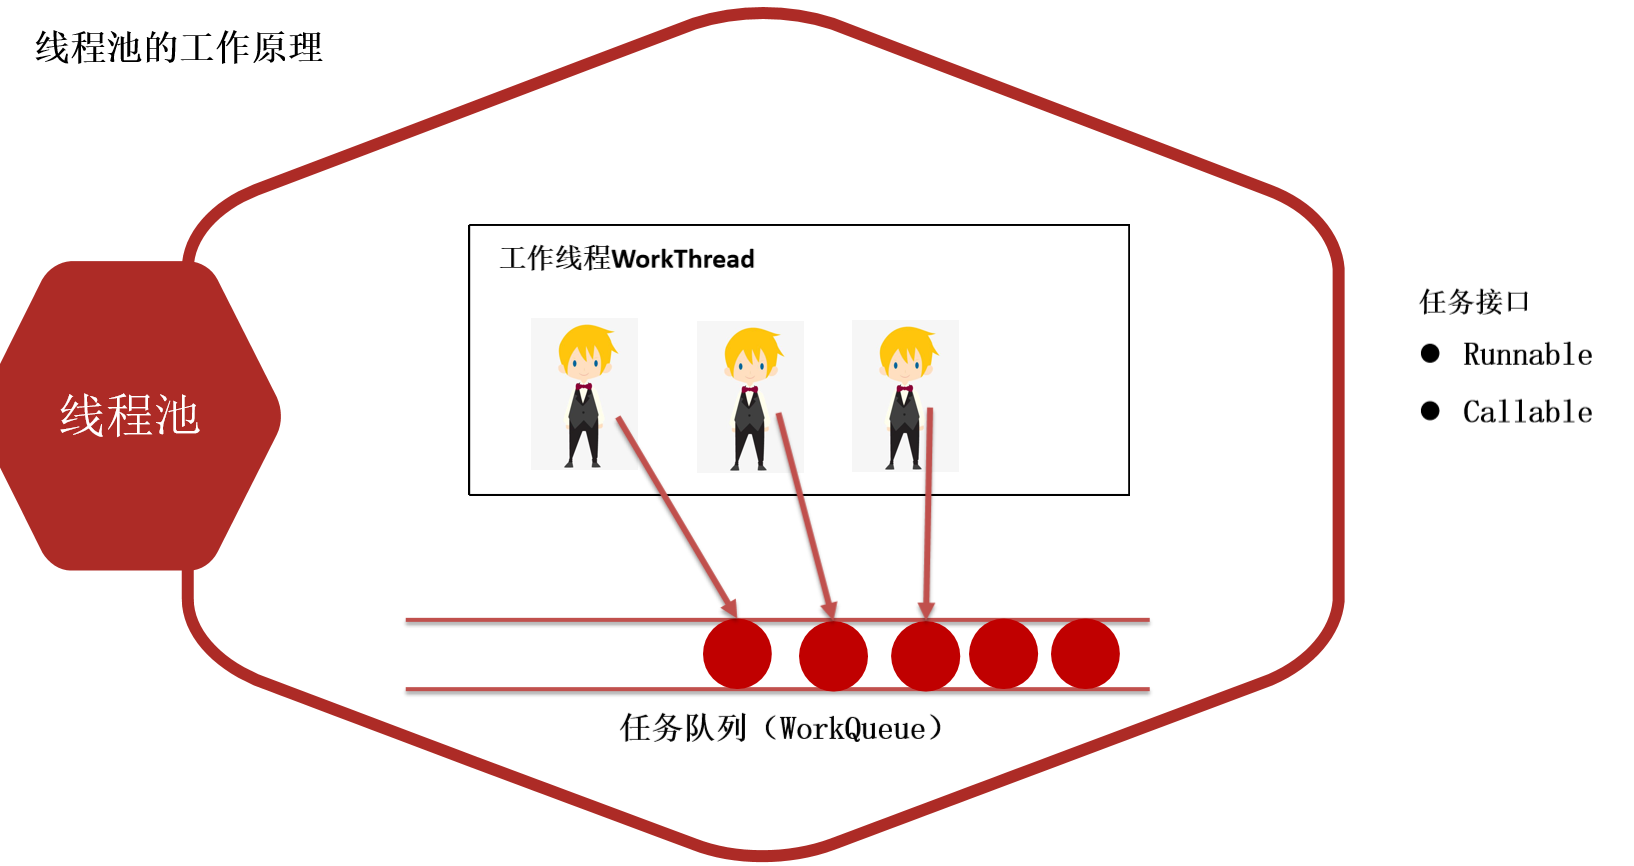 线程池的工作原理
工作线程WorkThread
线程池
任务接口
● Runnable
● Callable
任务队列（WorkQueue）